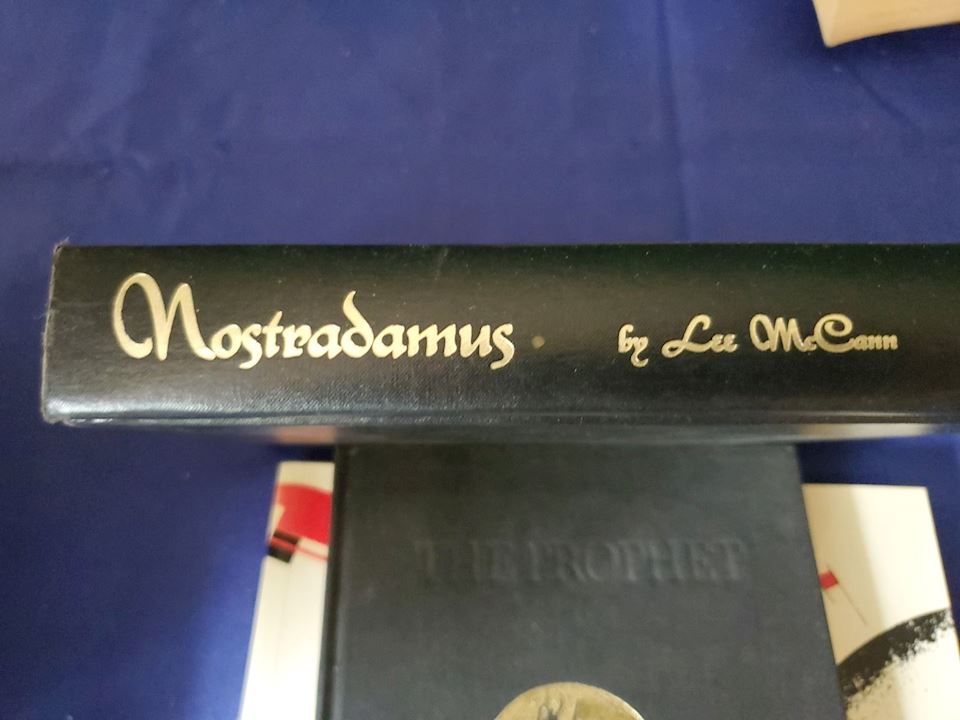 Nostradamus · by Lee McCann
THE PROPHET